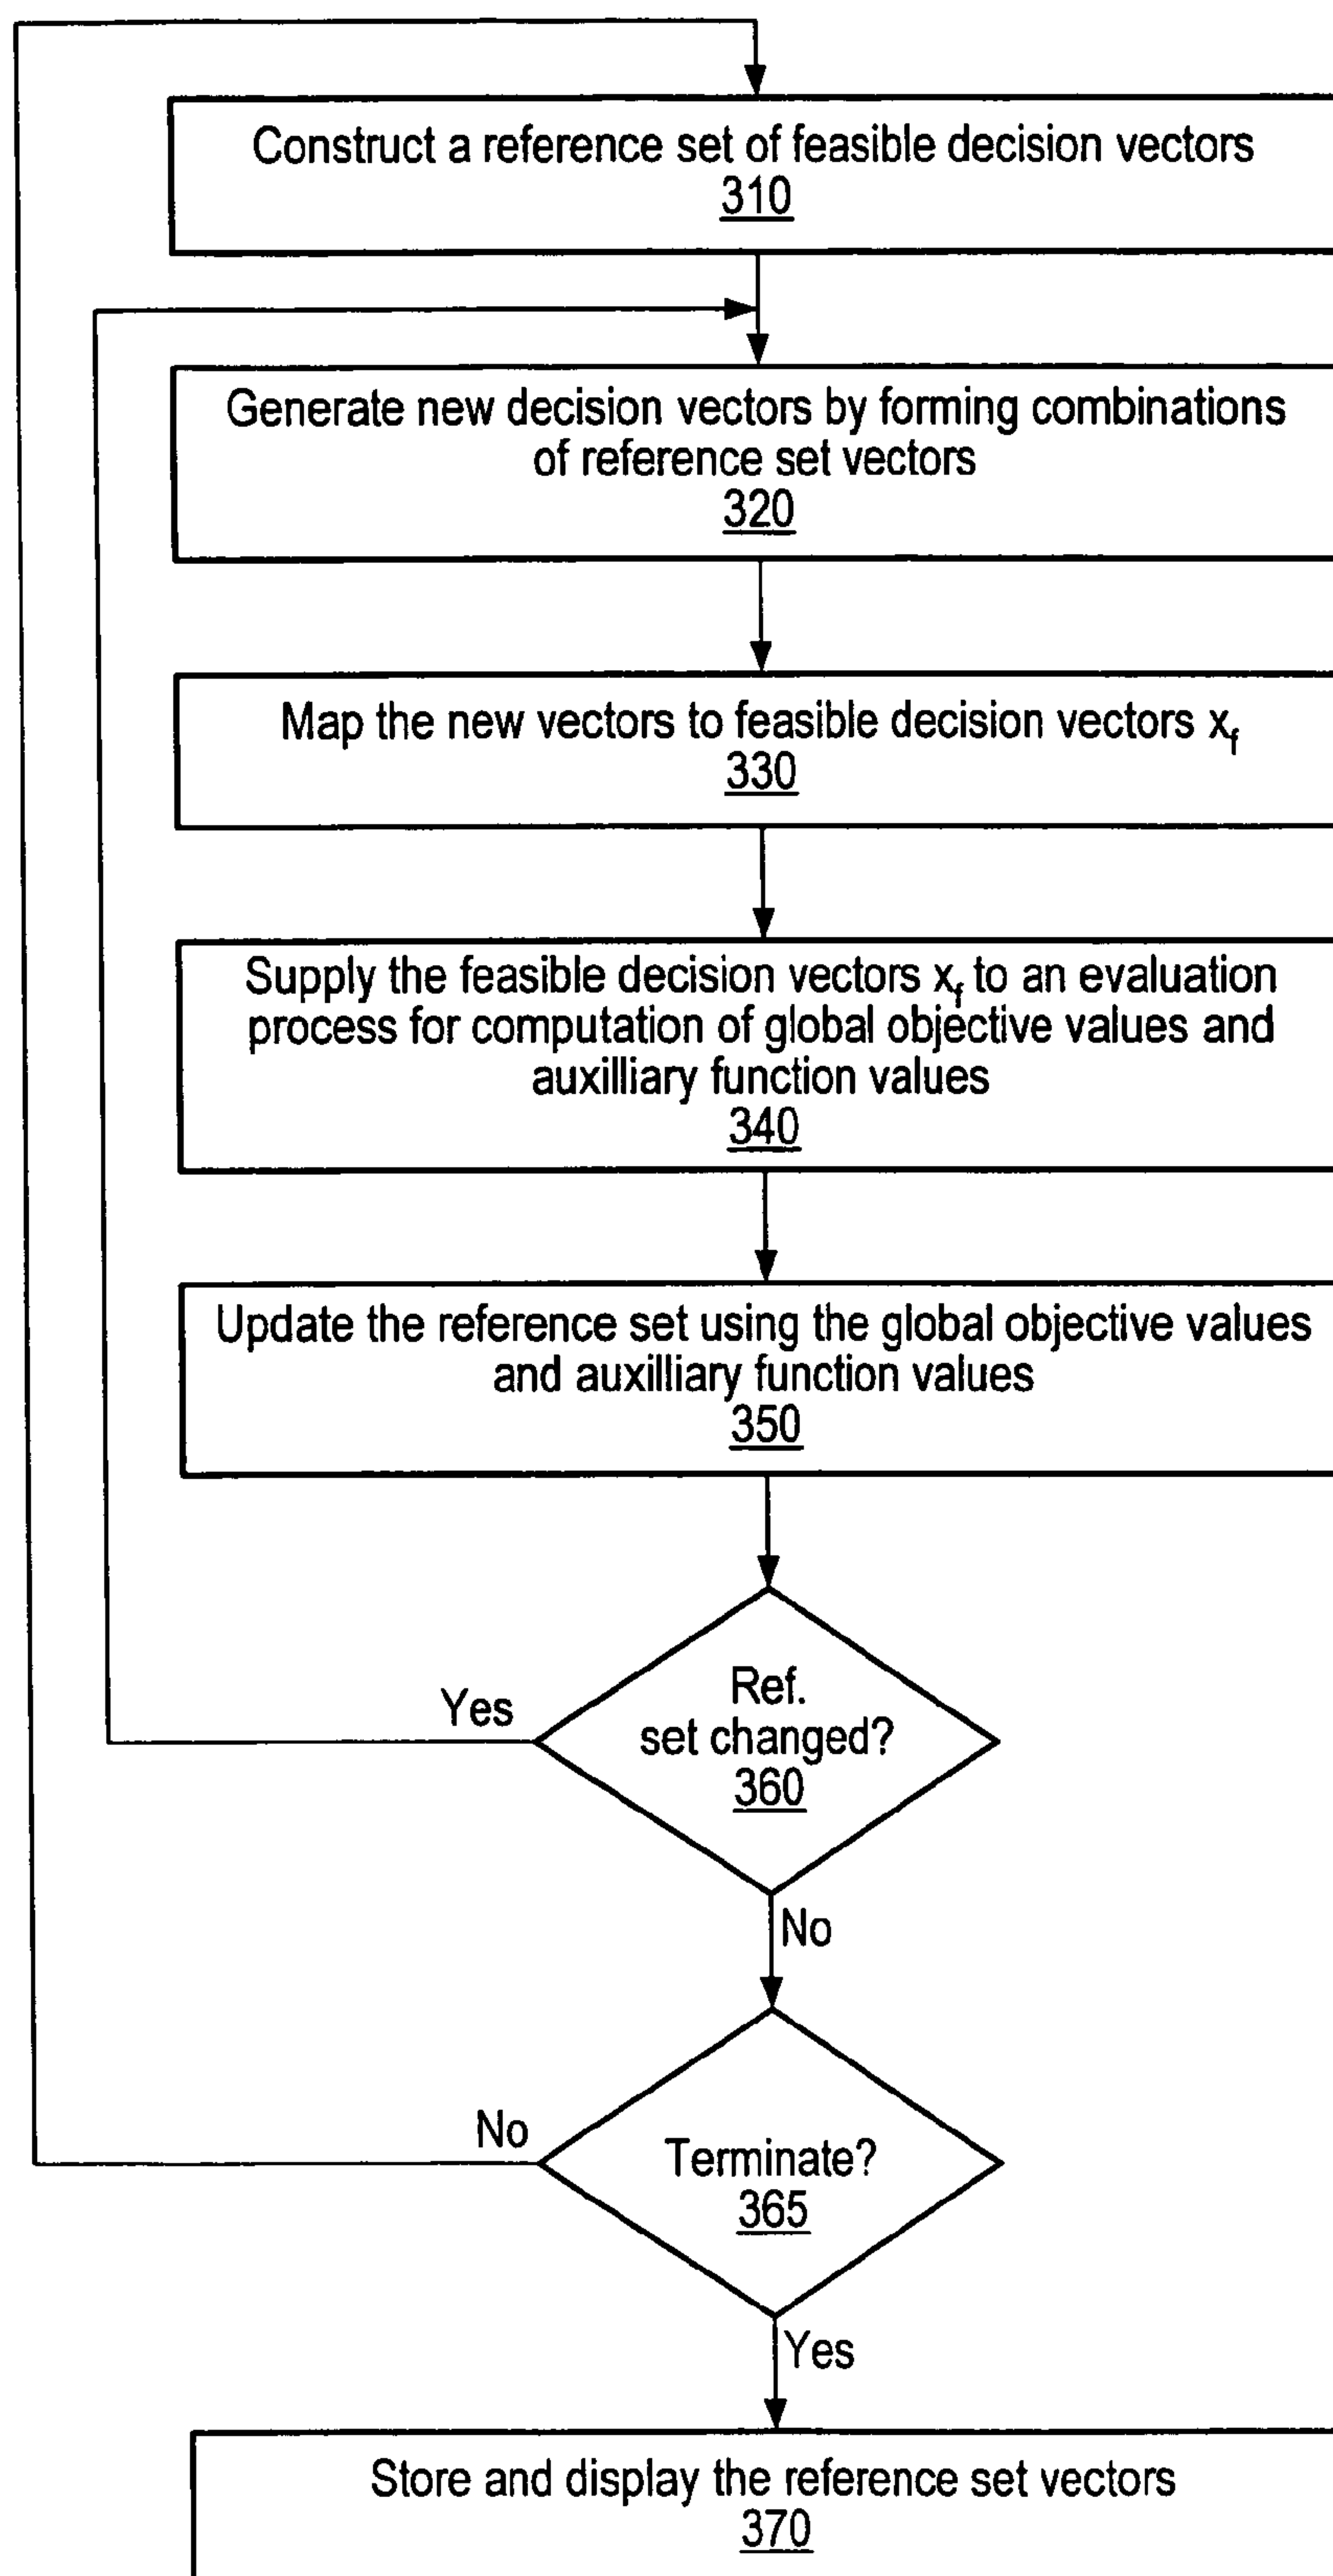 Construct a reference set of feasible decision vectors
310
Generate new decision vectors by forming combinations
of reference set vectors
320
Map the new vectors to feasible decision vectors xf
330
Supply the feasible decision vectors xf to an evaluation
process for computation of global objective values and
auxilliary function values
340
Update the reference set using the global objective values
and auxilliary function values
350
Ref.
set changed?
360
Yes
No
Terminate?
365
No
Yes
Store and display the reference set vectors
370